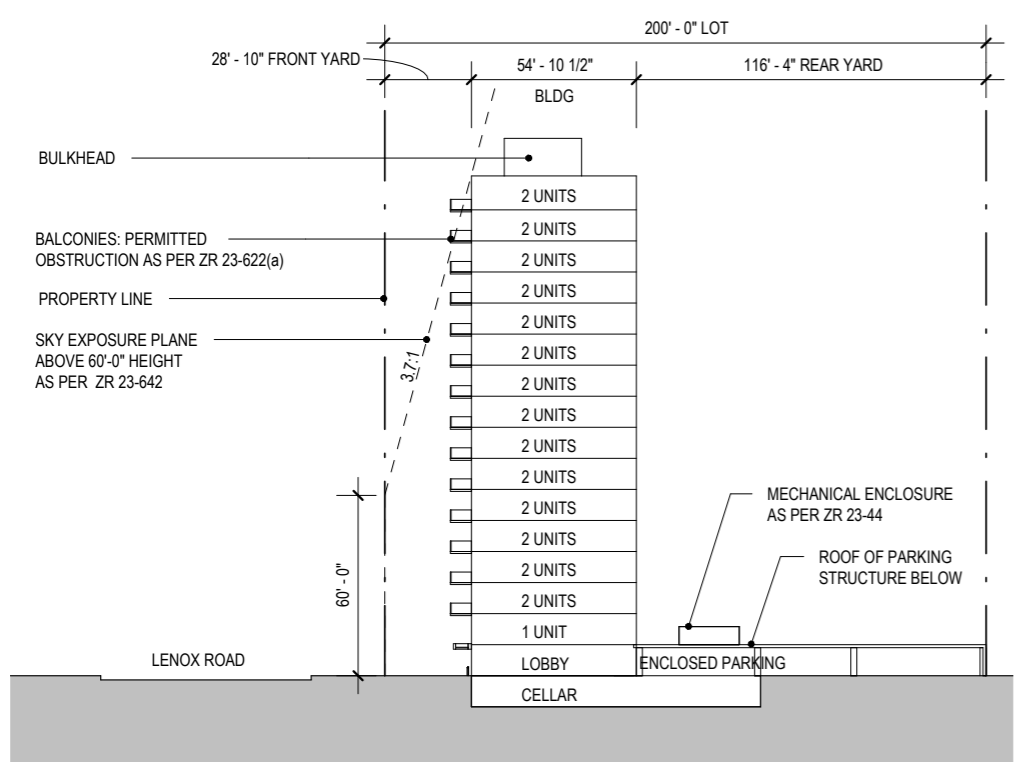 200' - 0" LOT
28' - 10" FRONT YARD
54' - 10 1/2"
116' - 4" REAR YARD
BLDG
BULKHEAD
2 UNITS
2 UNITS
BALCONIES: PERMITTED
OBSTRUCTION AS PER ZR 23-622(a)
2 UNITS
2 UNITS
PROPERTY LINE
2 UNITS
SKY EXPOSURE PLANE
ABOVE 60'-0" HEIGHT
AS PER ZR 23-642
3.7:1
2 UNITS
2 UNITS
2 UNITS
2 UNITS
2 UNITS
2 UNITS
2 UNITS
2 UNITS
2 UNITS
1 UNIT
MECHANICAL ENCLOSURE
AS PER ZR 23-44
ROOF OF PARKING
STRUCTURE BELOW
60' - 0"
LENOX ROAD
LOBBY
ENCLOSED PARKING
CELLAR